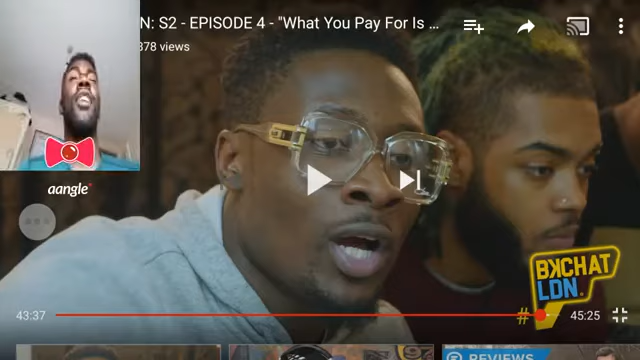 N: S2 - EPISODE 4 - "What You Pay For Is ...
378 views
aangle
43:37
#
BKCHAT
LDN.
45:25
REVIEWS